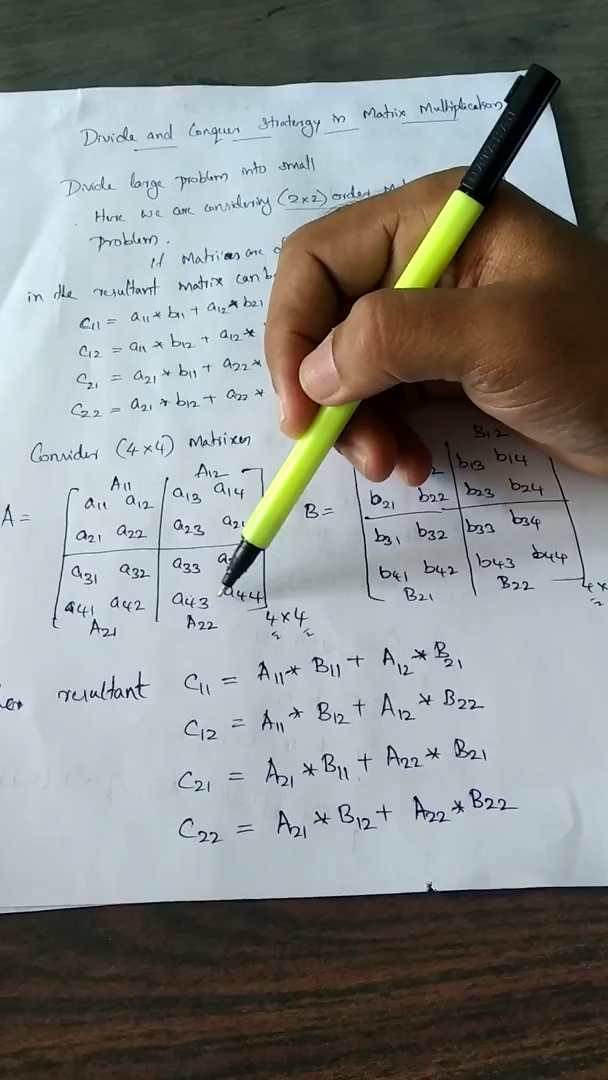 Divide and Conquer Stratergy in Matrix Multiplication
Divide large problem into small
Here we are considering (2×2) order
problem.
If Matrices are
in the resultant matrix can
C11 = a11 * b11 + a12 * b21
C12 = a11 * b12 + a12 *
C21 = a21 * b11 + a22 *
C22 = a21 * b12 + a22 *
Consider (4×4) Matrixes
A =
A11 A12
a11 a12 a13 a14
a21 a22 a23
a31 a32 a33
a41 a42 a43 a44
A21 A22
4×4
B =
B12
b13 b14
b21 b22 b23 b24
b31 b32 b33 b34
b41 b42 b43 b44
B21 B22
resultant C11 = A11 * B11 + A12 * B21
C12 = A11 * B12 + A12 * B22
C21 = A21 * B11 + A22 * B21
C22 = A21 * B12 + A22 * B22